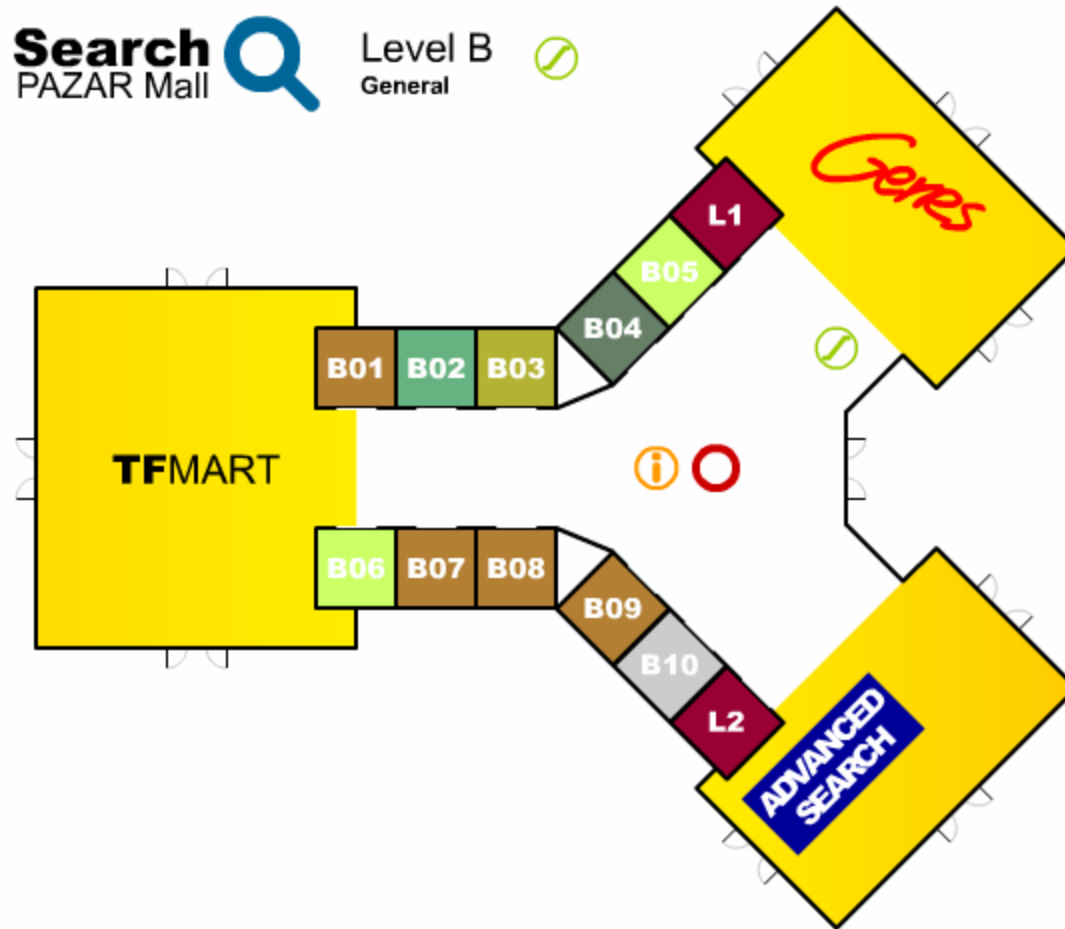 Search
PAZAR Mall
Level B
General
Genes
L1
B05
B04
B01
B02
B03
TFMART
i
B06
B07
B08
B09
B10
L2
ADVANCED
SEARCH